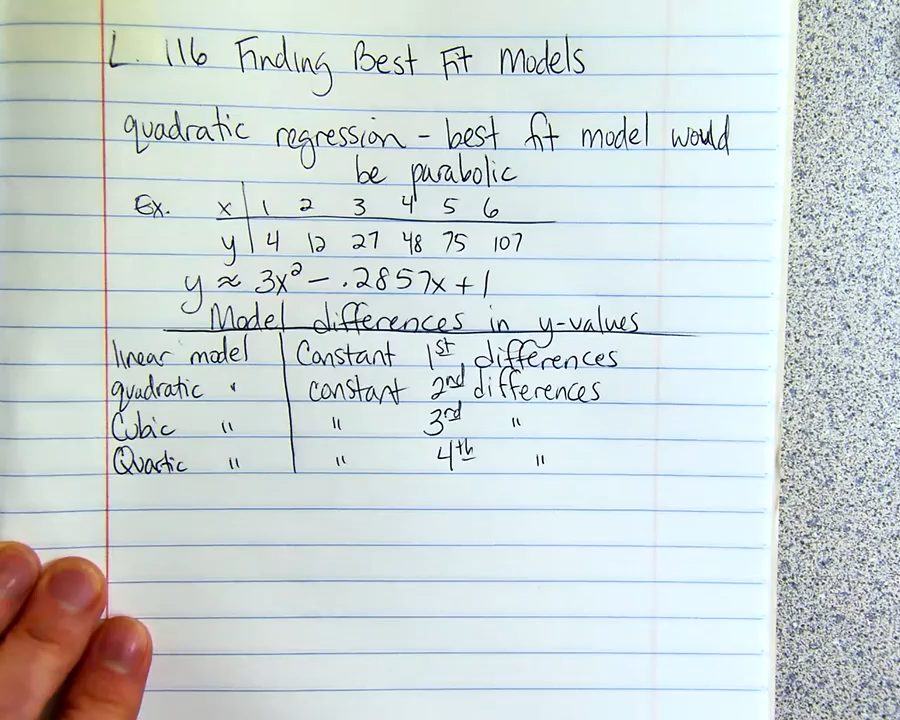 L. 116 Finding Best Fit Models
quadratic regression - best fit model would
be parabolic
Ex. x | 1 2 3 4 5 6
y | 4 12 27 48 75 107
y ≈ 3x² - .2857x + 1
Model differences in y-values
linear model | Constant 1st differences
quadratic " | constant 2nd differences
Cubic " | " 3rd "
Quartic " | " 4th "